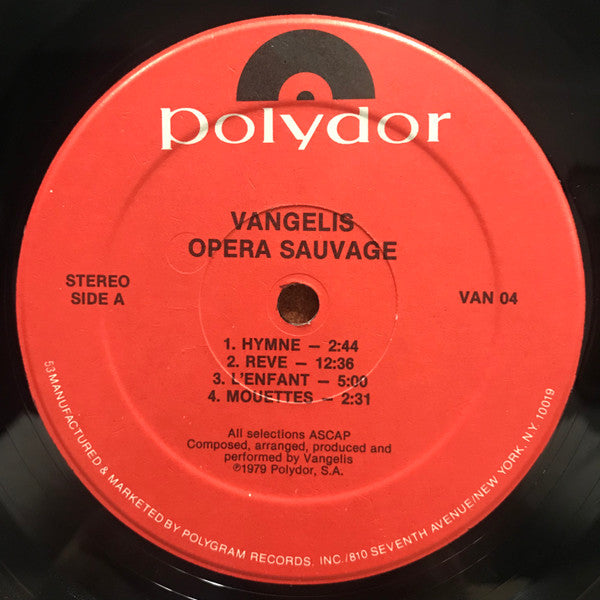 polydor
VANGELIS
OPERA SAUVAGE
STEREO
SIDE A
VAN 04
1. HYMNE – 2:44
2. REVE – 12:36
3. L'ENFANT – 5:00
4. MOUETTES – 2:31
All selections ASCAP
Composed, arranged, produced and
performed by Vangelis
℗1979 Polydor, S.A.
53 MANUFACTURED & MARKETED BY POLYGRAM RECORDS, INC./810 SEVENTH AVENUE/NEW YORK, NY 10019